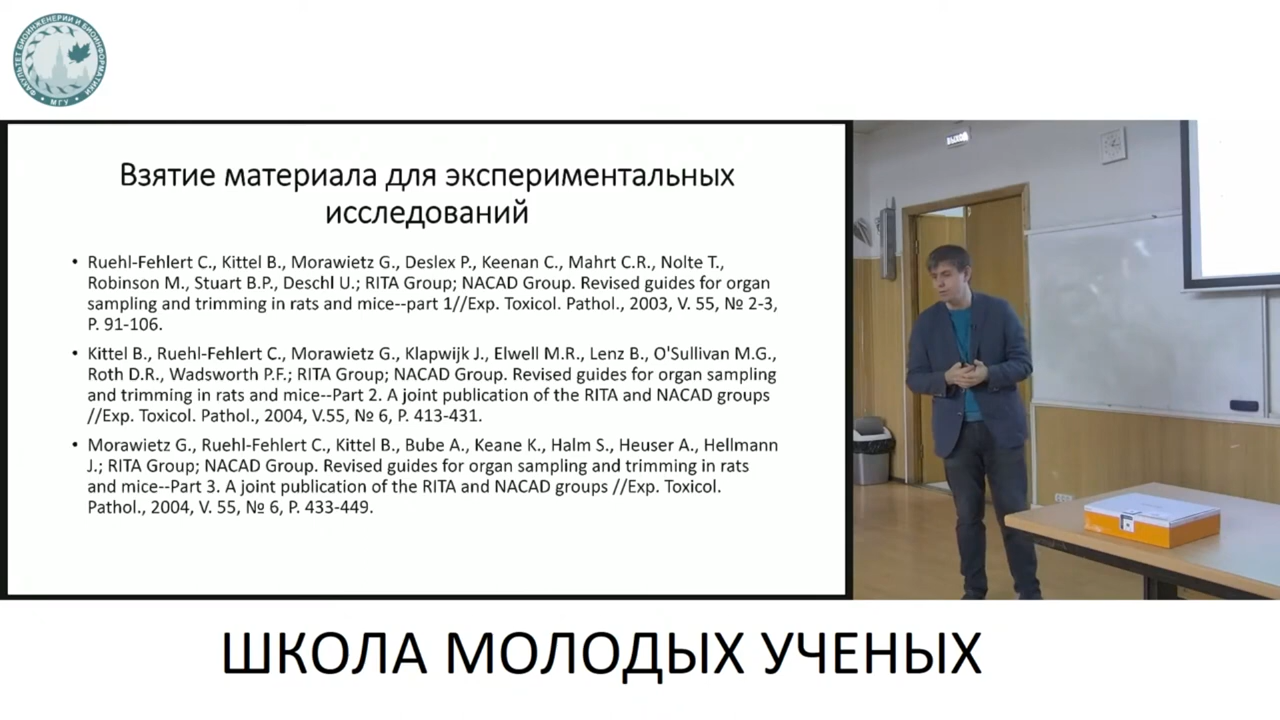 ФАКУЛЬТЕТ БИОИНЖЕНЕРИИ И БИОИНФОРМАТИКИ
МГУ
Взятие материала для экспериментальных
исследований
• Ruehl-Fehlert C., Kittel B., Morawietz G., Deslex P., Keenan C., Mahrt C.R., Nolte T.,
Robinson M., Stuart B.P., Deschl U.; RITA Group; NACAD Group. Revised guides for organ
sampling and trimming in rats and mice--part 1//Exp. Toxicol. Pathol., 2003, V. 55, № 2-3,
P. 91-106.
• Kittel B., Ruehl-Fehlert C., Morawietz G., Klapwijk J., Elwell M.R., Lenz B., O'Sullivan M.G.,
Roth D.R., Wadsworth P.F.; RITA Group; NACAD Group. Revised guides for organ sampling
and trimming in rats and mice--Part 2. A joint publication of the RITA and NACAD groups
//Exp. Toxicol. Pathol., 2004, V.55, № 6, P. 413-431.
• Morawietz G., Ruehl-Fehlert C., Kittel B., Bube A., Keane K., Halm S., Heuser A., Hellmann
J.; RITA Group; NACAD Group. Revised guides for organ sampling and trimming in rats
and mice--Part 3. A joint publication of the RITA and NACAD groups //Exp. Toxicol.
Pathol., 2004, V. 55, № 6, P. 433-449.
ВЫХОД
ШКОЛА МОЛОДЫХ УЧЕНЫХ